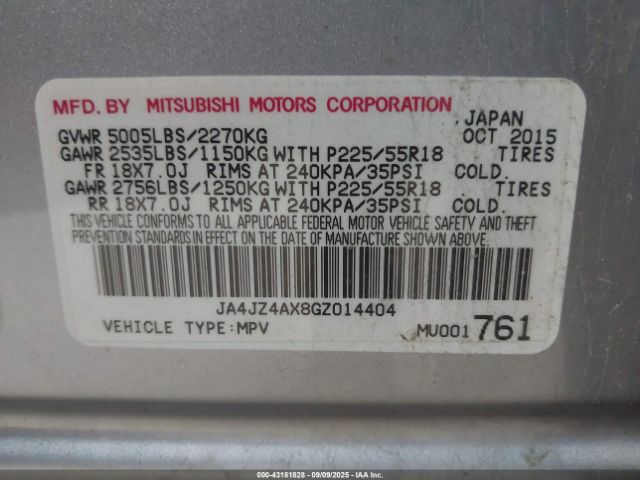 MFD. BY MITSUBISHI MOTORS CORPORATION
, JAPAN
GVWR 5005LBS/2270KG OCT 2015
GAWR 2535LBS/1150KG WITH P225/55R18 TIRES
FR 18X7.0J RIMS AT 240KPA/35PSI COLD.
GAWR 2756LBS/1250KG WITH P225/55R18 TIRES
RR 18X7.0J RIMS AT 240KPA/35PSI COLD.
THIS VEHICLE CONFORMS TO ALL APPLICABLE FEDERAL MOTOR VEHICLE SAFETY AND THEFT
PREVENTION STANDARDS IN EFFECT ON THE DATE OF MANUFACTURE SHOWN ABOVE.
JA4JZ4AX8GZ014404
VEHICLE TYPE:MPV MU001 761
000-43181828 - 09/09/2025 - IAA Inc.